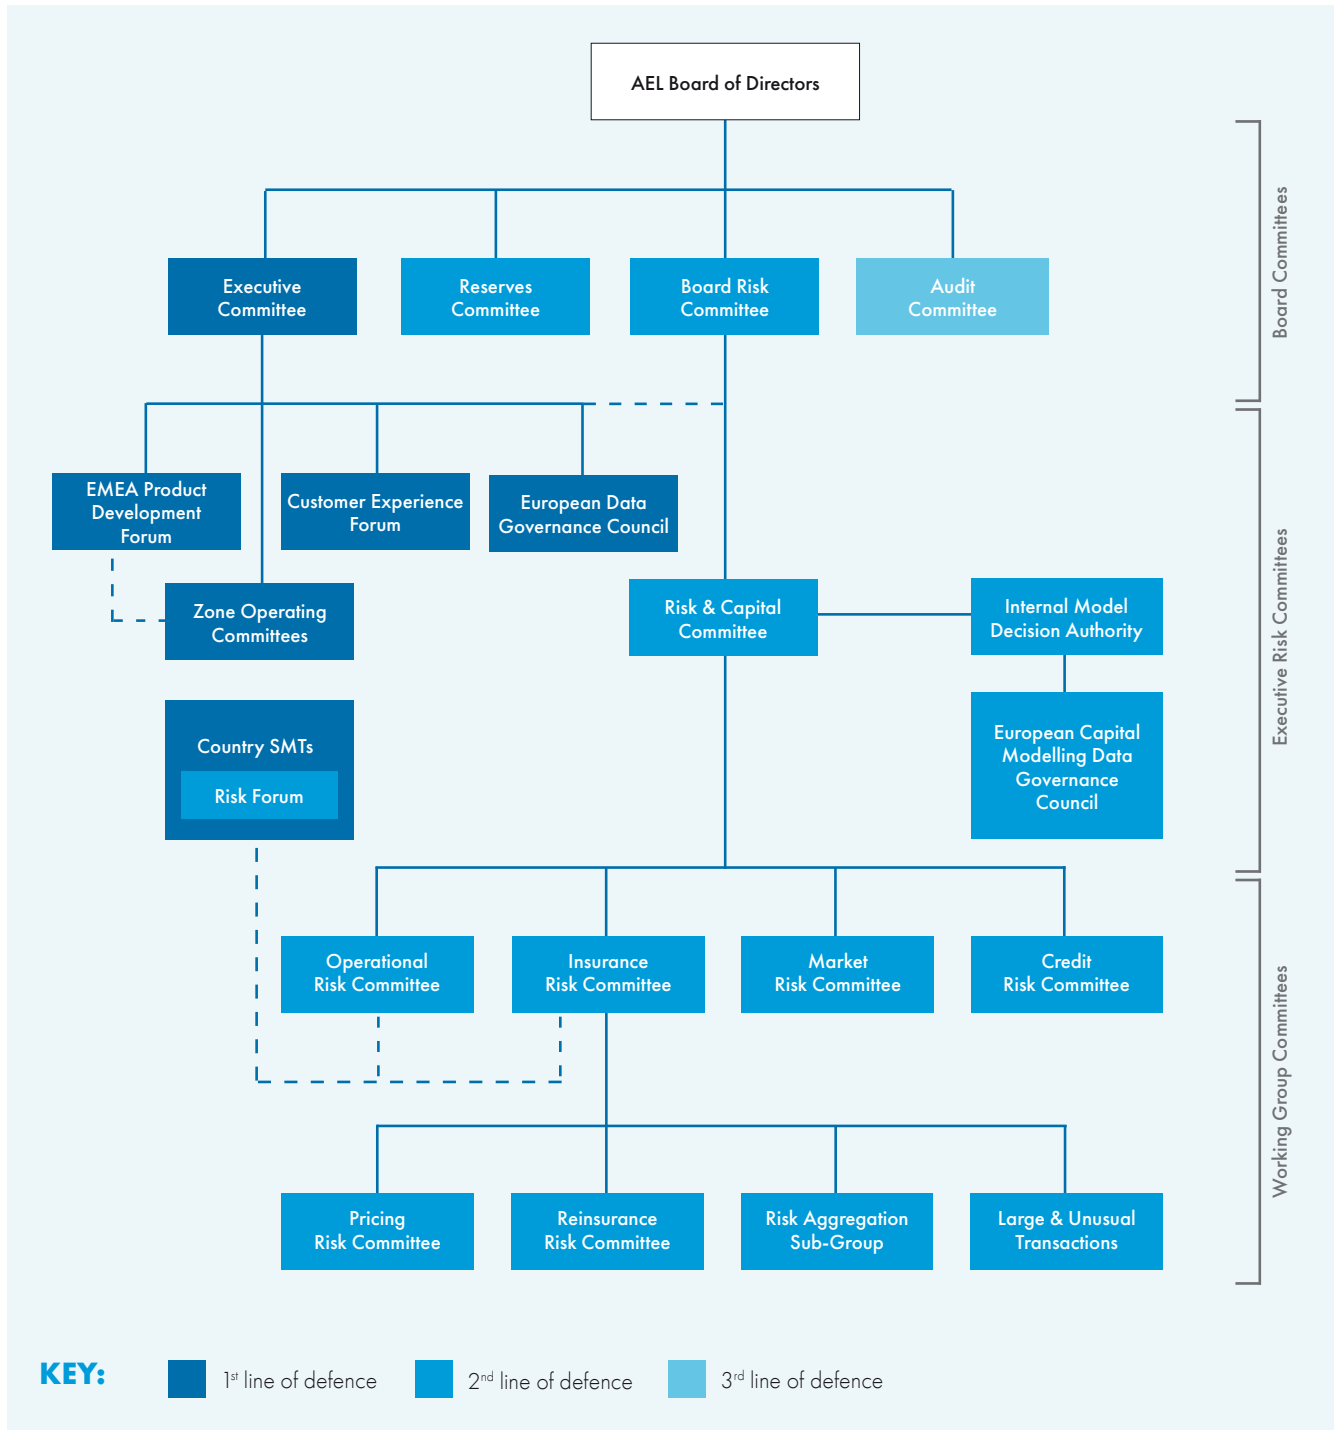 AEL Board of Directors
Board Committees
Executive
Committee
Reserves
Committee
Board Risk
Committee
Audit
Committee
Executive Risk Committees
EMEA Product
Development
Forum
Customer Experience
Forum
European Data
Governance Council
Zone Operating
Committees
Risk & Capital
Committee
Internal Model
Decision Authority
Country SMTs
Risk Forum
European Capital
Modelling Data
Governance
Council
Working Group Committees
Operational
Risk Committee
Insurance
Risk Committee
Market
Risk Committee
Credit
Risk Committee
Pricing
Risk Committee
Reinsurance
Risk Committee
Risk Aggregation
Sub-Group
Large & Unusual
Transactions
KEY:
1st line of defence
2nd line of defence
3rd line of defence